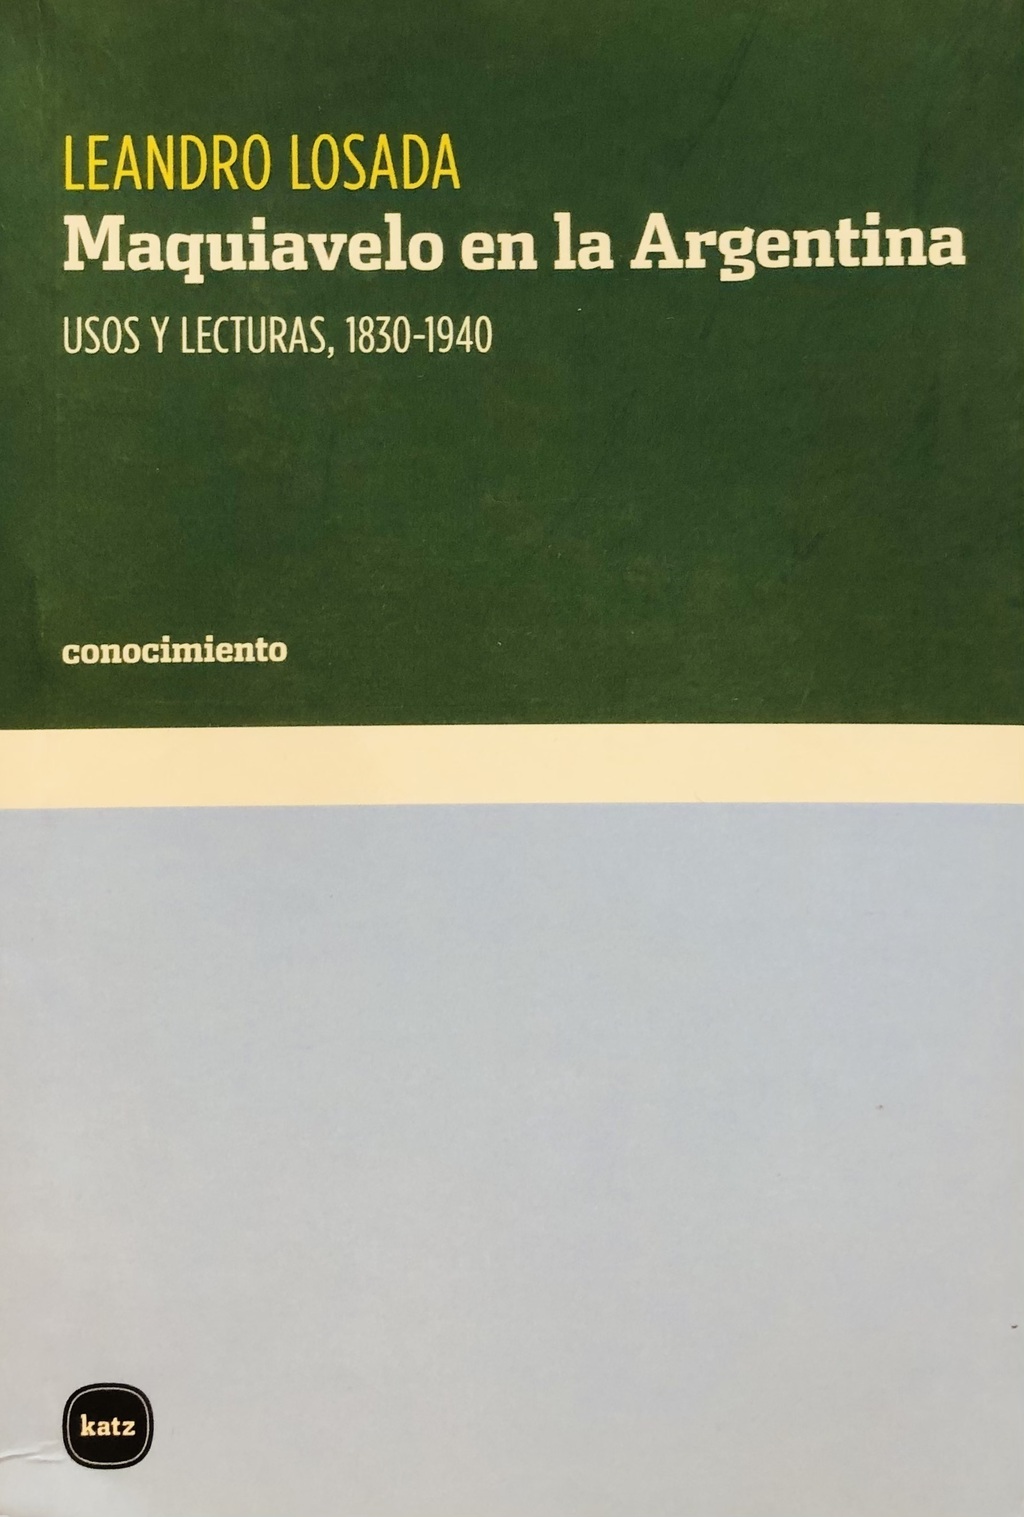 LEANDRO LOSADA
Maquiavelo en la Argentina
USOS Y LECTURAS, 1830-1940
conocimiento
katz